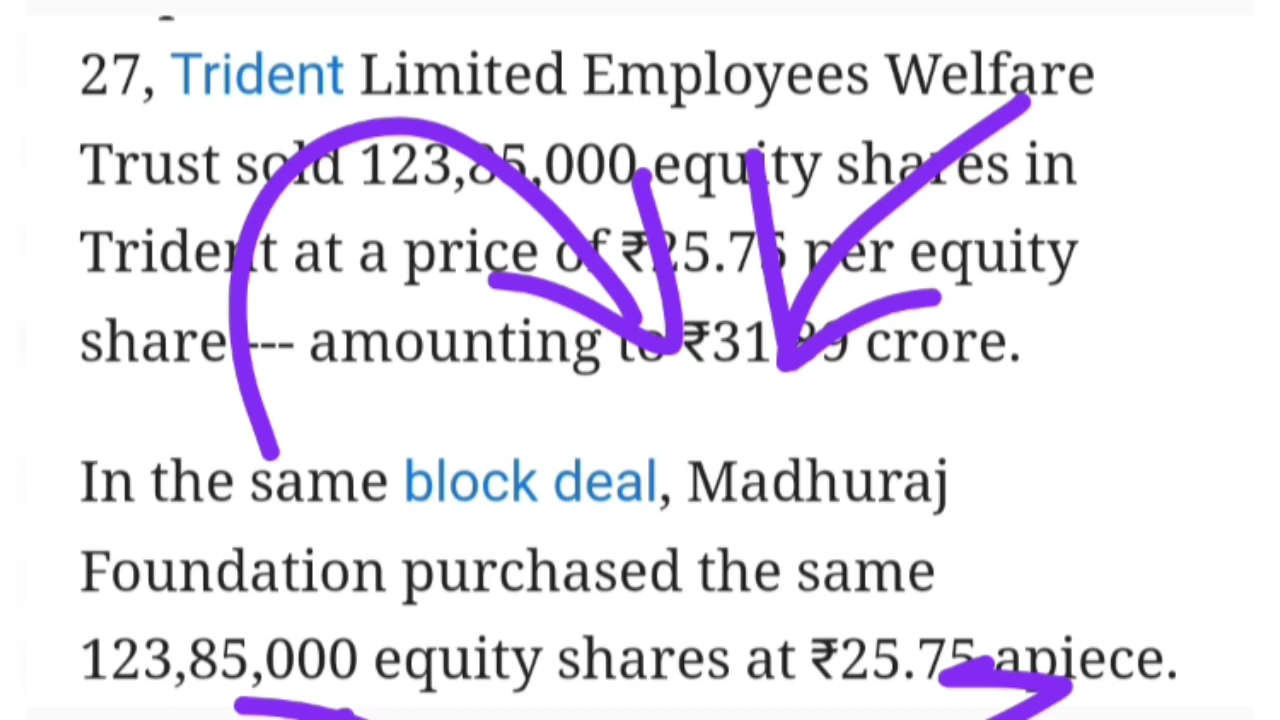 27, Trident Limited Employees Welfare
Trust sold 123,85,000 equity shares in
Trident at a price of ₹25.75 per equity
share --- amounting to ₹31.89 crore.
In the same block deal, Madhuraj
Foundation purchased the same
123,85,000 equity shares at ₹25.75 apiece.